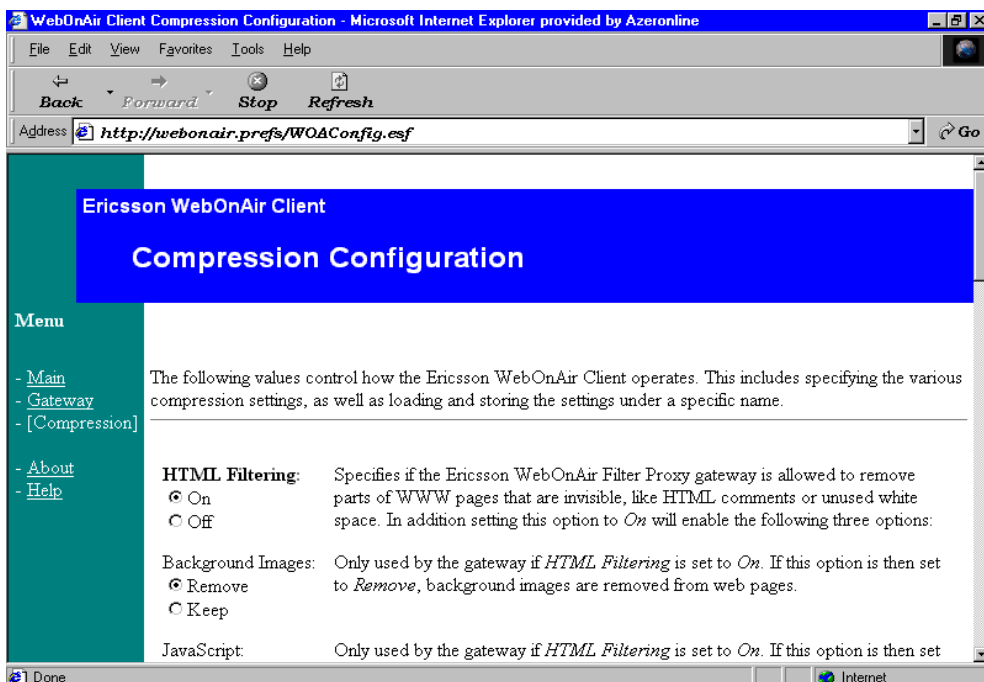 WebOnAir Client Compression Configuration - Microsoft Internet Explorer provided by Azeronline
File Edit View Favorites Tools Help
Back Forward Stop Refresh
Address http://webonair.prefs/WOAConfig.esf Go
Ericsson WebOnAir Client
Compression Configuration
Menu
- Main
- Gateway
- [Compression]
- About
- Help
The following values control how the Ericsson WebOnAir Client operates. This includes specifying the various
compression settings, as well as loading and storing the settings under a specific name.
HTML Filtering:
On
Off
Specifies if the Ericsson WebOnAir Filter Proxy gateway is allowed to remove
parts of WWW pages that are invisible, like HTML comments or unused white
space. In addition setting this option to On will enable the following three options:
Background Images:
Remove
Keep
Only used by the gateway if HTML Filtering is set to On. If this option is then set
to Remove, background images are removed from web pages.
JavaScript:
Only used by the gateway if HTML Filtering is set to On. If this option is then set
Done Internet